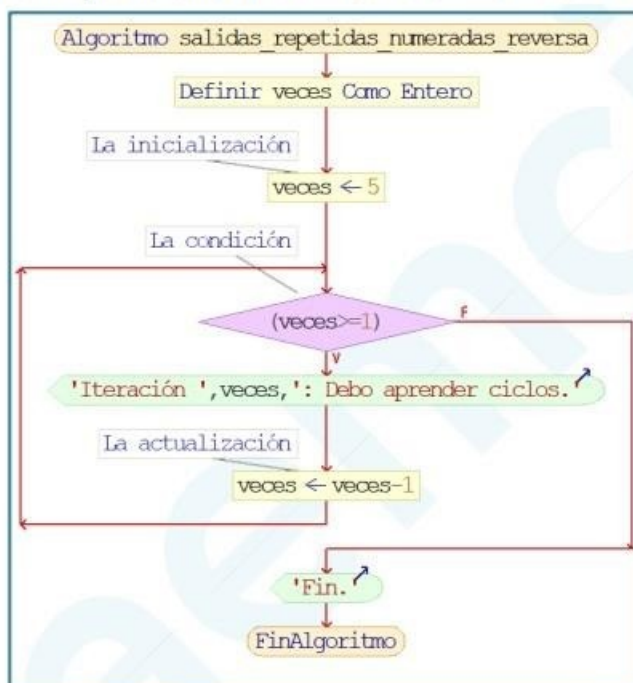 Algoritmo salidas_repetidas_numeradas_reversa
Definir veces Como Entero
La inicialización
veces ← 5
La condición
(veces>=1)
F
V
'Iteración ',veces,': Debo aprender ciclos.'
La actualización
veces ← veces-1
'Fin.'
FinAlgoritmo